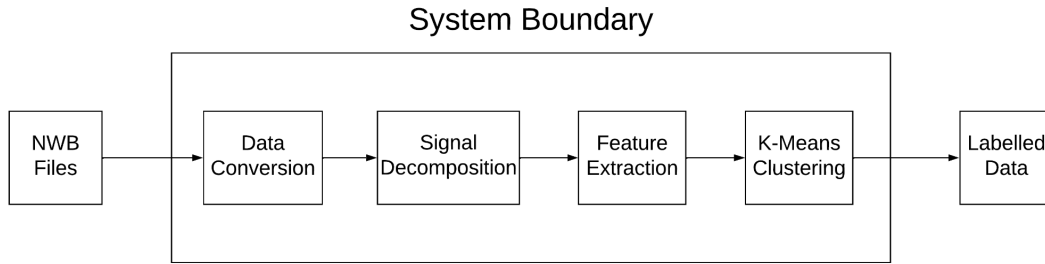 System Boundary
NWB
Files
Data
Conversion
Signal
Decomposition
Feature
Extraction
K-Means
Clustering
Labelled
Data